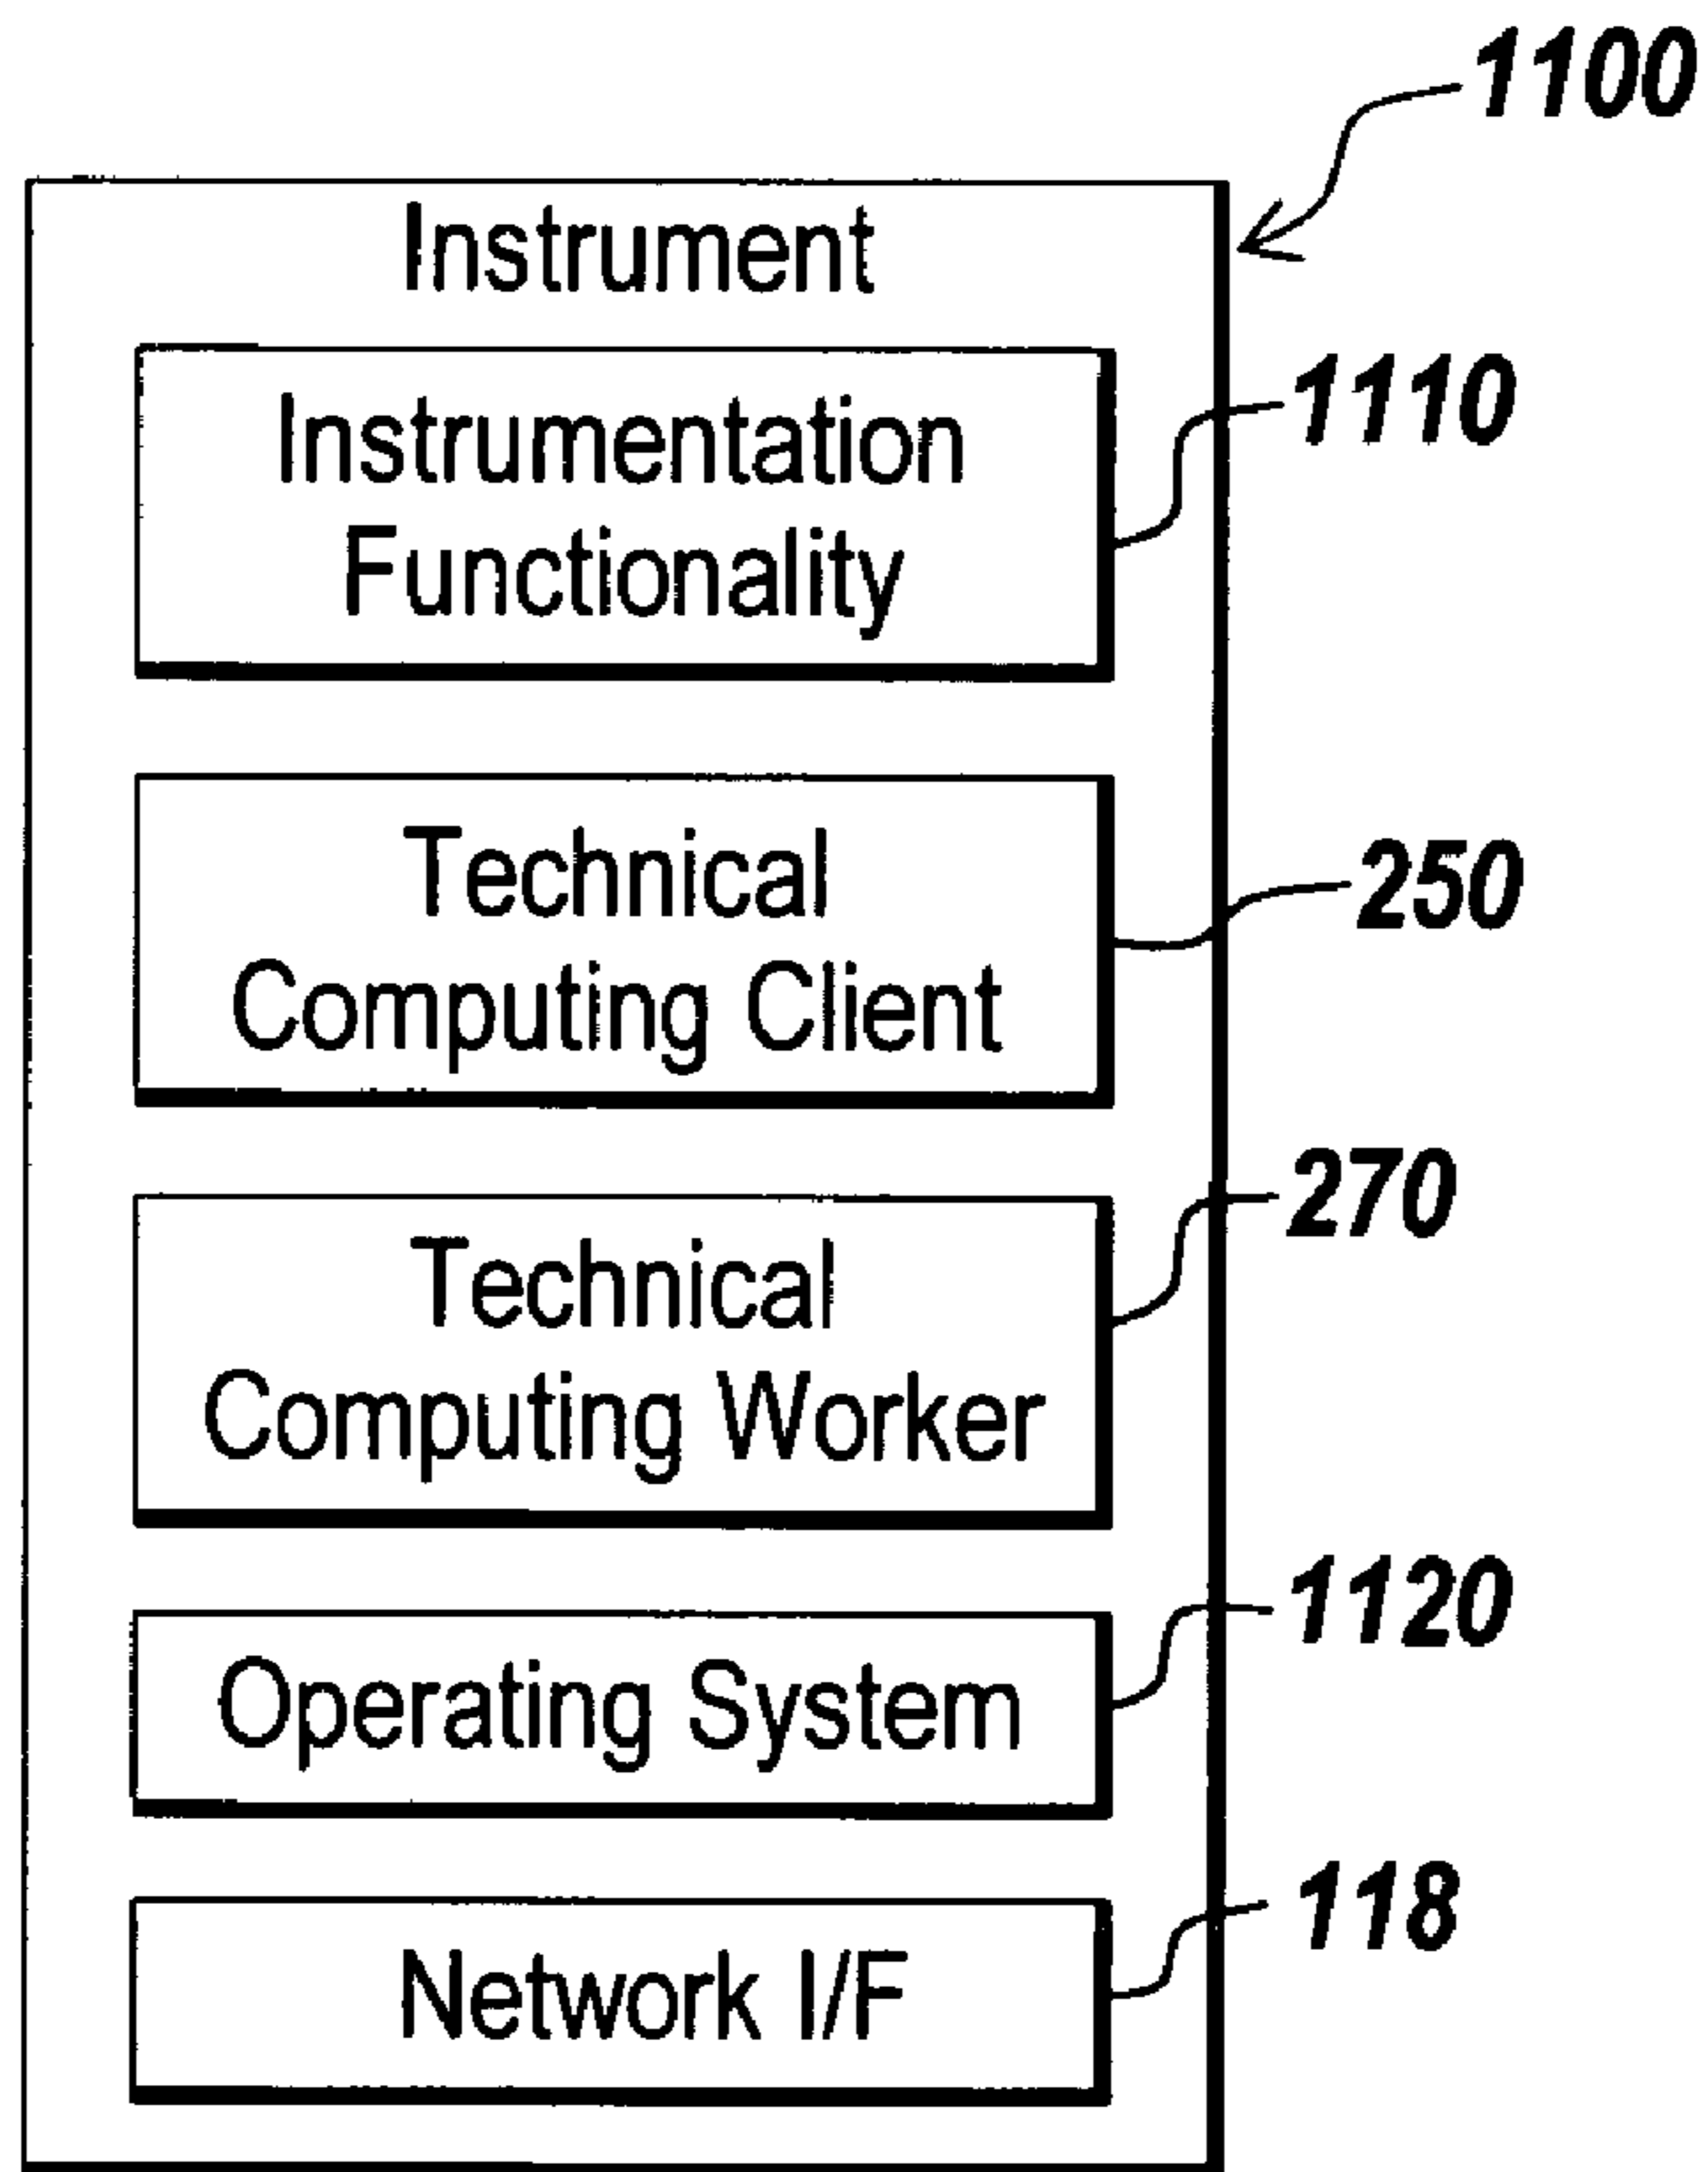 1100
Instrument
Instrumentation
Functionality
1110
Technical
Computing Client
250
Technical
Computing Worker
270
Operating System
1120
Network I/F
118